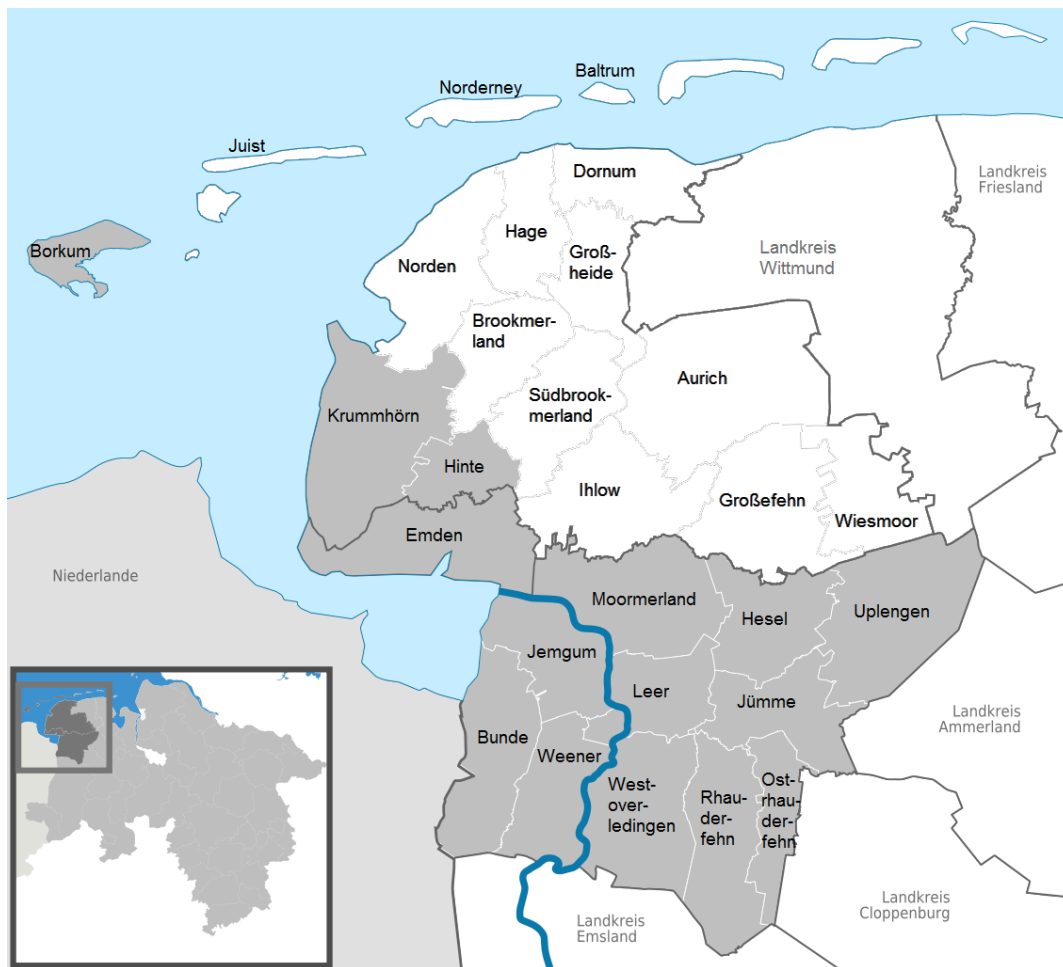 Baltrum
Norderney
Juist
Dornum
Landkreis
Friesland
Hage
Borkum
Norden
Groß-
heide
Landkreis
Wittmund
Brookmer-
land
Aurich
Südbrook-
merland
Krummhörn
Hinte
Ihlow
Großefehn
Wiesmoor
Emden
Niederlande
Moormerland
Hesel
Uplengen
Jemgum
Leer
Jümme
Landkreis
Ammerland
Bunde
Weener
West-
over-
ledingen
Rhau-
der-
fehn
Ost-
rhau-
der-
fehn
Landkreis
Emsland
Landkreis
Cloppenburg